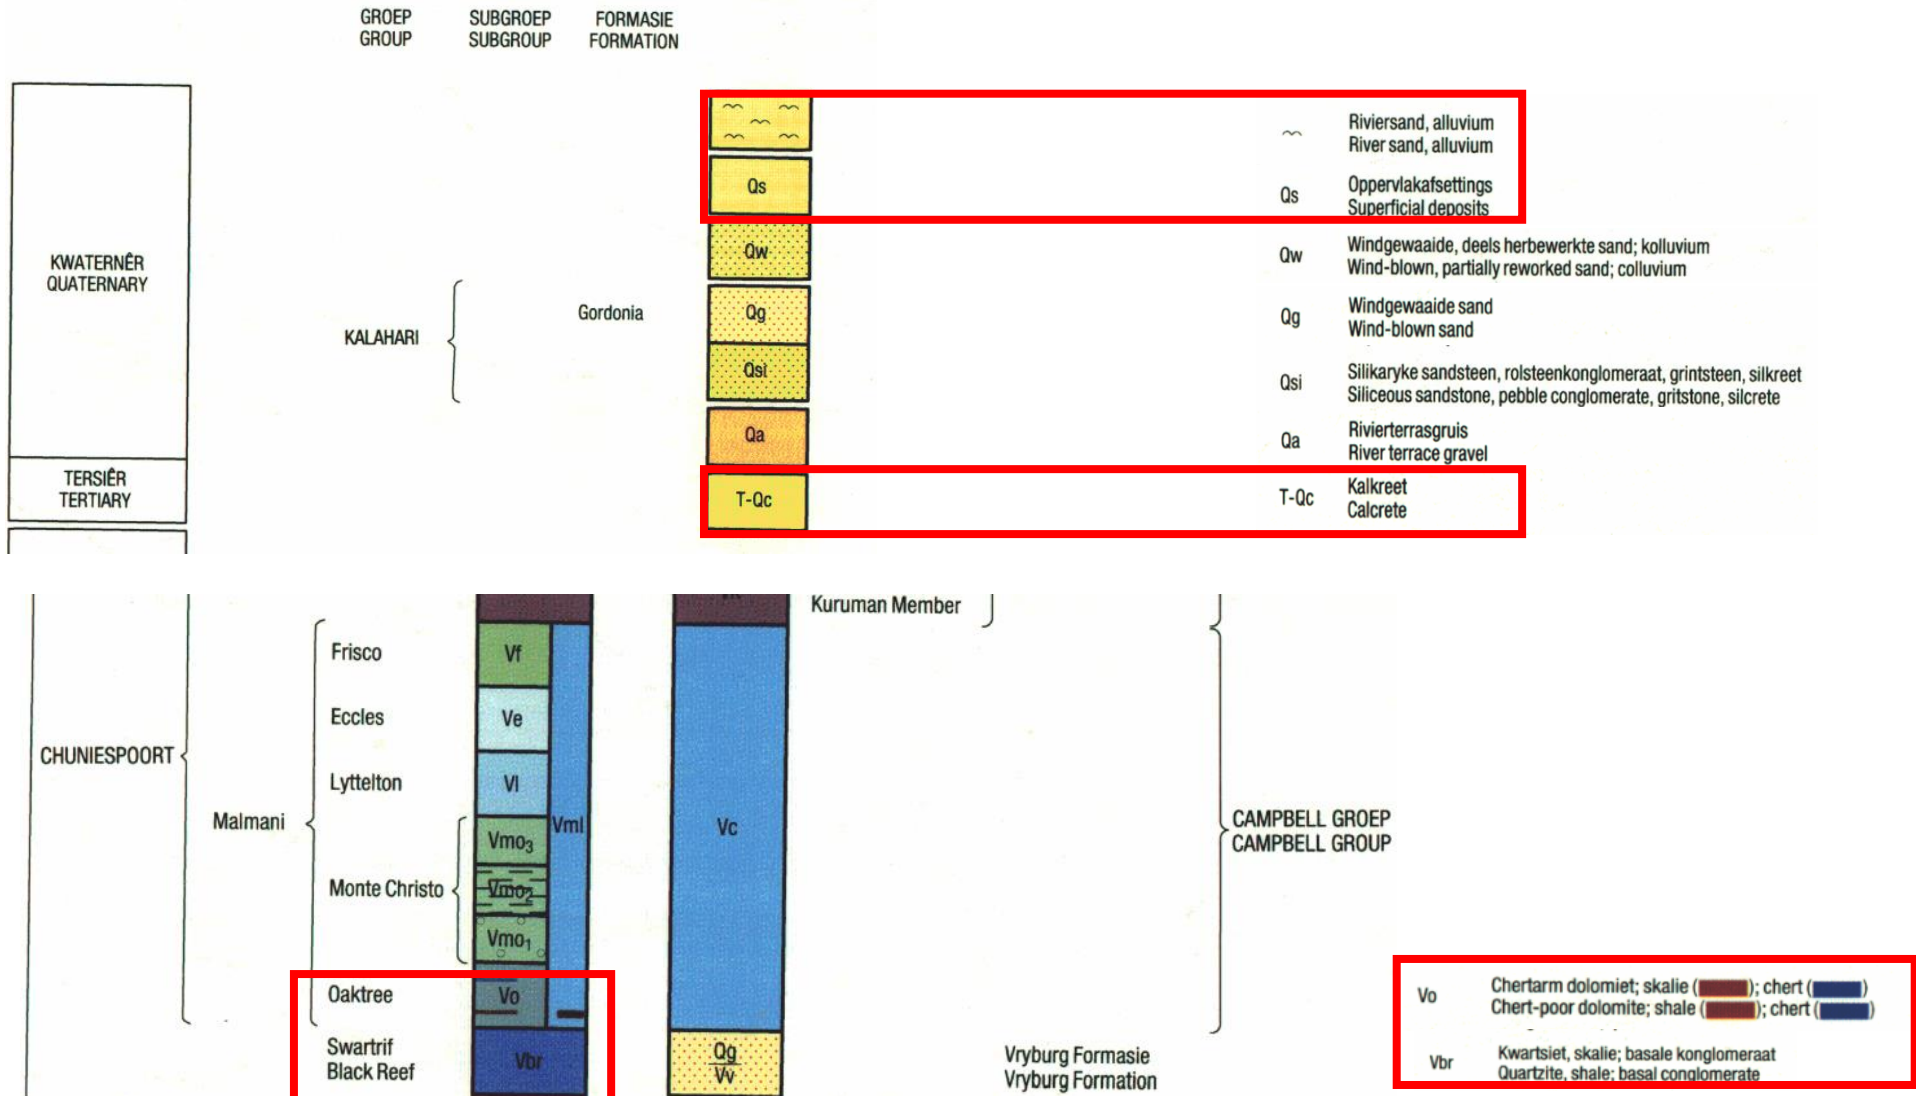 GROEP SUBGROEP FORMASIE
GROUP SUBGROUP FORMATION
Riviersand, alluvium
River sand, alluvium
Qs
Qs
Oppervlakafsettings
Superficial deposits
KWATERNÊR
QUATERNARY
Qw
Qw
Windgewaaide, deels herbewerkte sand; kolluvium
Wind-blown, partially reworked sand; colluvium
KALAHARI
Gordonia
Qg
Qg
Windgewaaide sand
Wind-blown sand
Qsi
Qsi
Silikaryke sandsteen, rolsteenkonglomeraat, grintsteen, silkreet
Siliceous sandstone, pebble conglomerate, gritstone, silcrete
Qa
Qa
Rivierterrasgruis
River terrace gravel
TERSIÊR
TERTIARY
T-Qc
T-Qc
Kalkreet
Calcrete
Kuruman Member
CHUNIESPOORT
Malmani
Frisco
Vf
Eccles
Ve
Lyttelton
Vl
Vml
Vc
CAMPBELL GROEP
CAMPBELL GROUP
Monte Christo
Vmo3
Vmo2
Vmo1
Oaktree
Vo
Vo
Chertarm dolomiet; skalie ( ); chert ( )
Chert-poor dolomite; shale ( ); chert ( )
Swartrif
Black Reef
Vbr
Qg
Vv
Vryburg Formasie
Vryburg Formation
Vbr
Kwartsiet, skalie; basale konglomeraat
Quartzite, shale; basal conglomerate